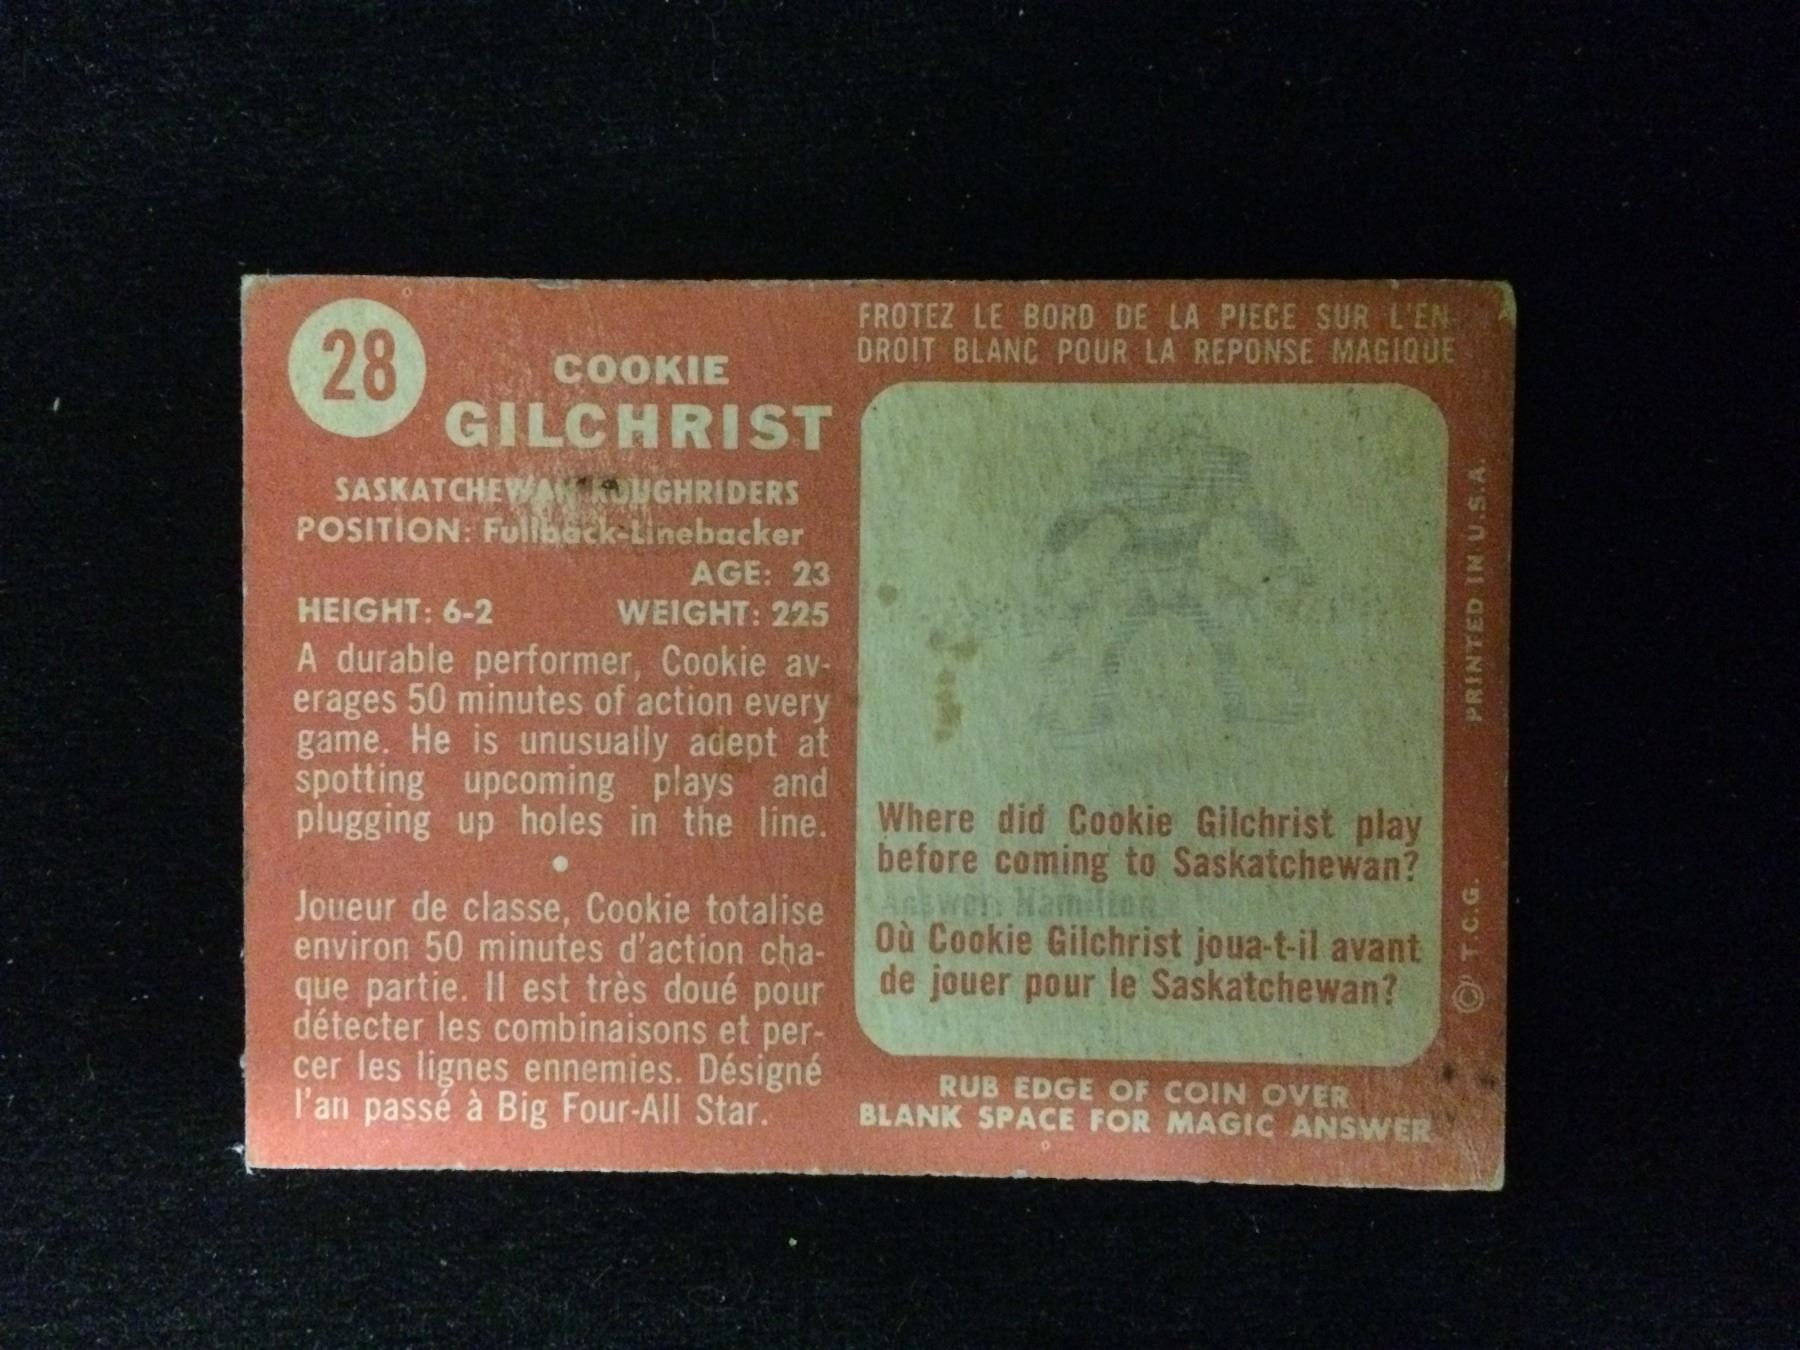 28
COOKIE
GILCHRIST
SASKATCHEWAN ROUGHRIDERS
POSITION: Fullback-Linebacker
AGE: 23
HEIGHT: 6-2 WEIGHT: 225
A durable performer, Cookie av-
erages 50 minutes of action every
game. He is unusually adept at
spotting upcoming plays and
plugging up holes in the line.
Joueur de classe, Cookie totalise
environ 50 minutes d'action cha-
que partie. Il est très doué pour
détecter les combinaisons et per-
cer les lignes ennemies. Désigné
l'an passé à Big Four-All Star.
FROTEZ LE BORD DE LA PIECE SUR L'EN-
DROIT BLANC POUR LA REPONSE MAGIQUE
Where did Cookie Gilchrist play
before coming to Saskatchewan?
Answer: Hamilton
Où Cookie Gilchrist joua-t-il avant
de jouer pour le Saskatchewan?
RUB EDGE OF COIN OVER
BLANK SPACE FOR MAGIC ANSWER
© T.C.G. PRINTED IN U.S.A.